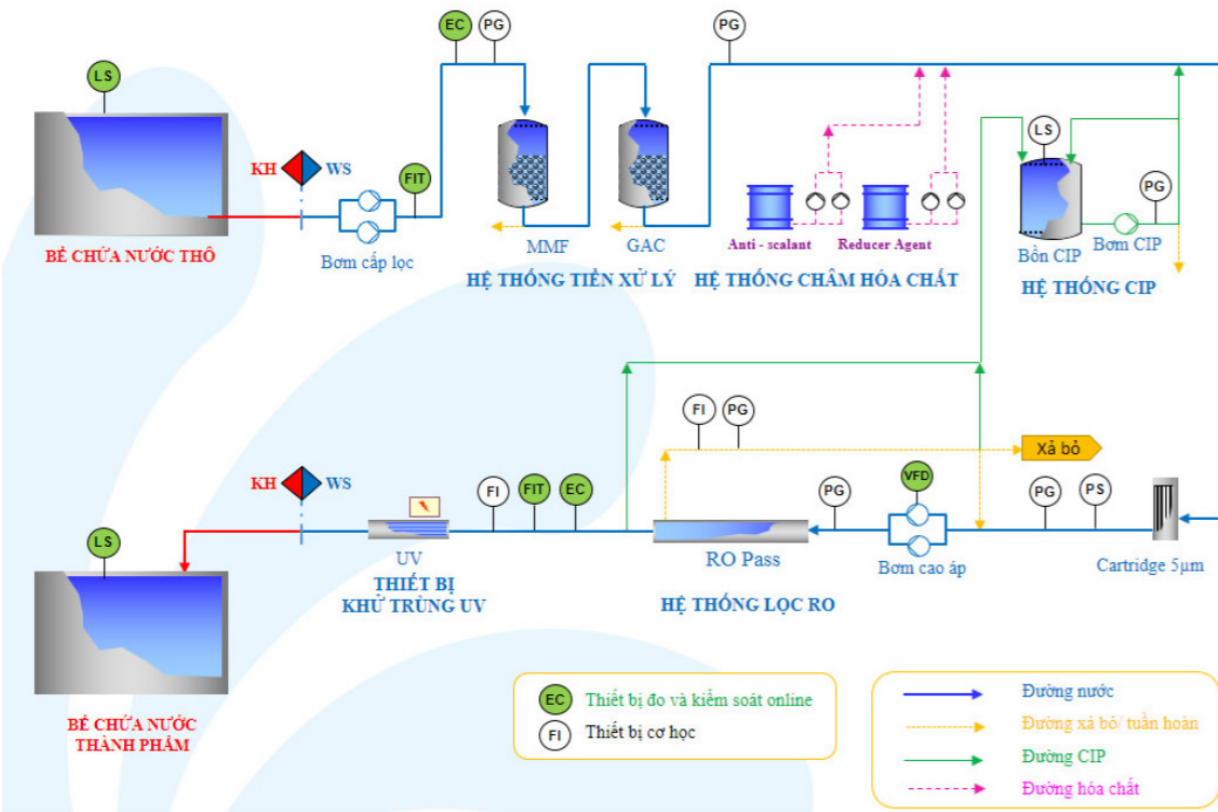 EC
PG
PG
LS
LS
KH
WS
FIT
PG
BỂ CHỨA NƯỚC THÔ
Bơm cấp lọc
MMF
GAC
Anti - scalant
Reducer Agent
Bồn CIP
Bơm CIP
HỆ THỐNG TIỀN XỬ LÝ
HỆ THỐNG CHÂM HÓA CHẤT
HỆ THỐNG CIP
FI
PG
Xả bỏ
KH
WS
FI
FIT
EC
PG
VFD
PG
PS
LS
UV
RO Pass
Bơm cao áp
Cartridge 5µm
THIẾT BỊ
KHỬ TRÙNG UV
HỆ THỐNG LỌC RO
BỂ CHỨA NƯỚC
THÀNH PHẨM
EC
Thiết bị đo và kiểm soát online
FI
Thiết bị cơ học
Đường nước
Đường xả bỏ/ tuần hoàn
Đường CIP
Đường hóa chất